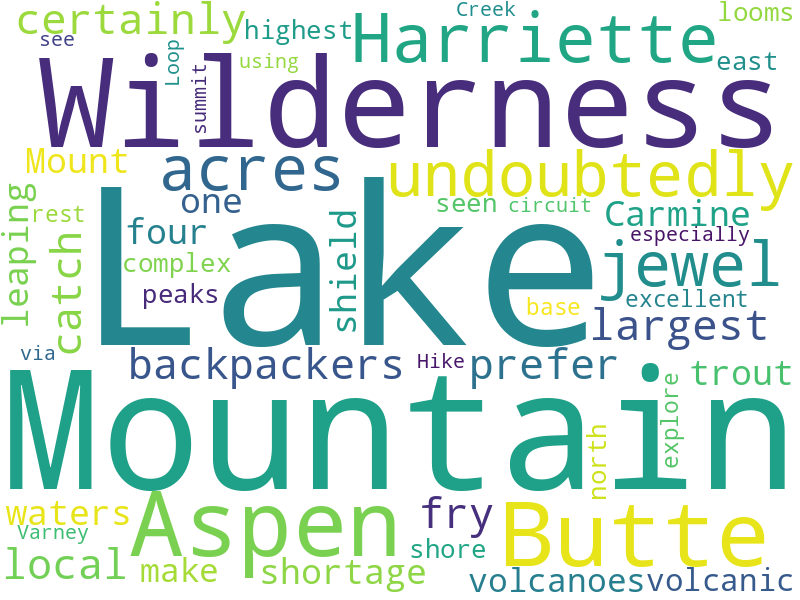 certainly
see
Loop
summit
using
highest
Harriette
Creek
looms
east
Wilderness
Mount
acres
undoubtedly
leaping
rest
catch
one
four
complex
peaks
Lake
shield
seen
circuit
Carmine
especially
jewel
excellent
base
largest
via
backpackers
Hike
prefer
trout
explore
Mountain
north
waters
Varney
local
Aspen
make
shortage
fry
shore
Butte
volcanoes
volcanic